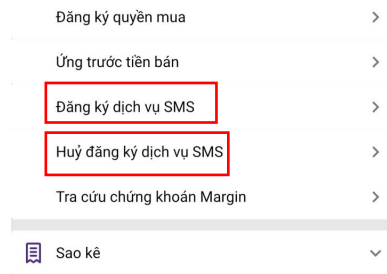 Đăng ký quyền mua
Ứng trước tiền bán
Đăng ký dịch vụ SMS
Huỷ đăng ký dịch vụ SMS
Tra cứu chứng khoán Margin
Sao kê